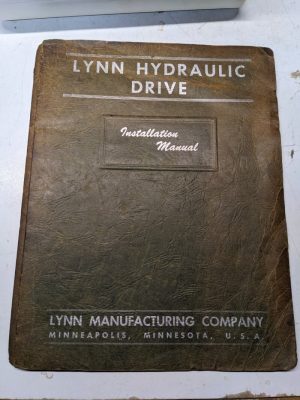 LYNN HYDRAULIC
DRIVE
Installation
Manual
LYNN MANUFACTURING COMPANY
MINNEAPOLIS, MINNESOTA, U. S. A.